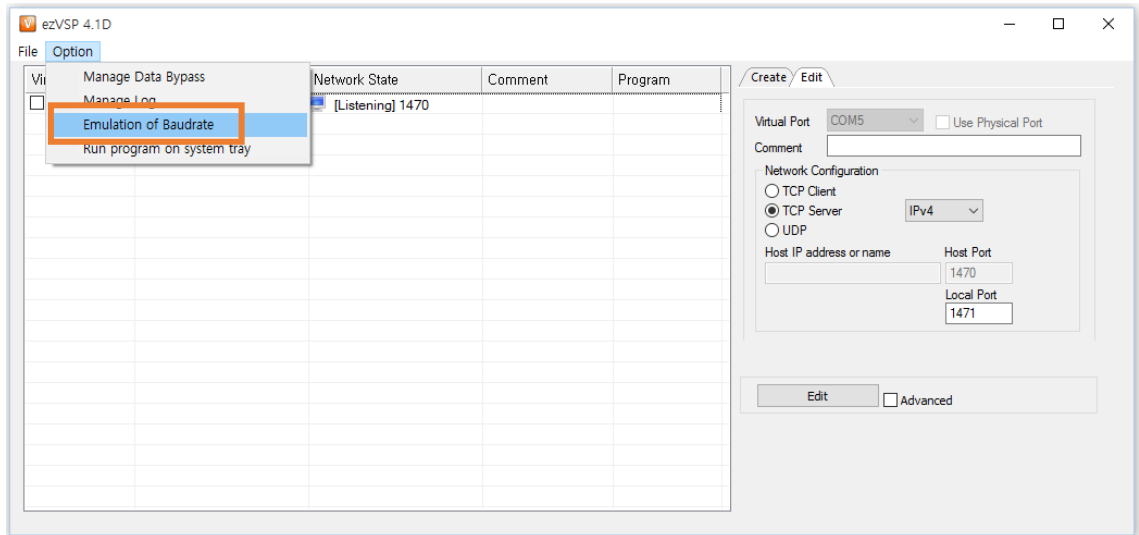 ezVSP 4.1D
File Option
Manage Data Bypass
Manage Log
Emulation of Baudrate
Run program on system tray
Network State Comment Program
[Listening] 1470
Create Edit
Virtual Port COM5 Use Physical Port
Comment
Network Configuration
TCP Client
TCP Server IPv4
UDP
Host IP address or name Host Port
1470
Local Port
1471
Edit Advanced